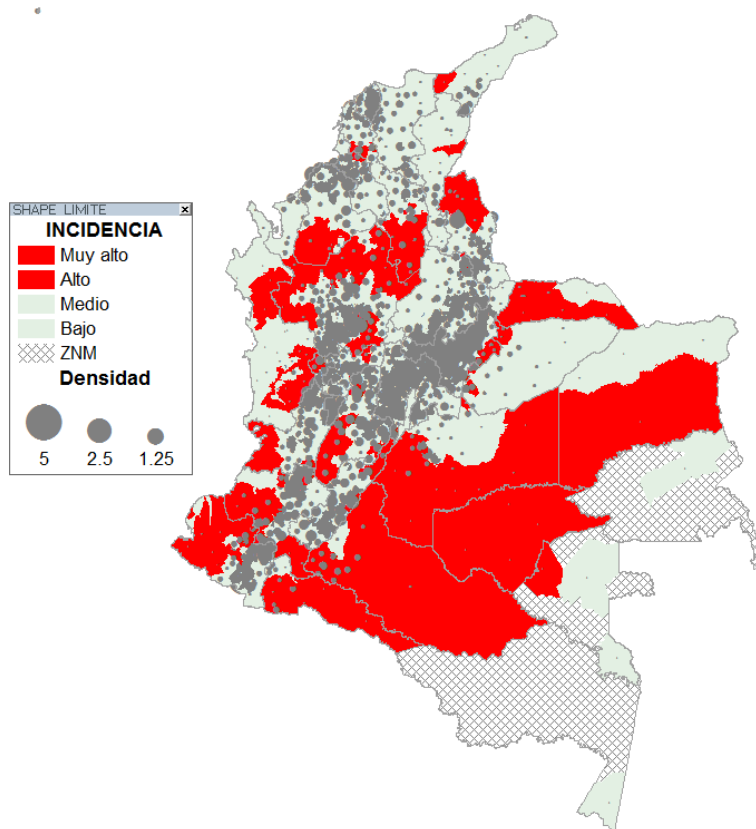 SHAPE LIMITE
INCIDENCIA
Muy alto
Alto
Medio
Bajo
ZNM
Densidad
5 2.5 1.25